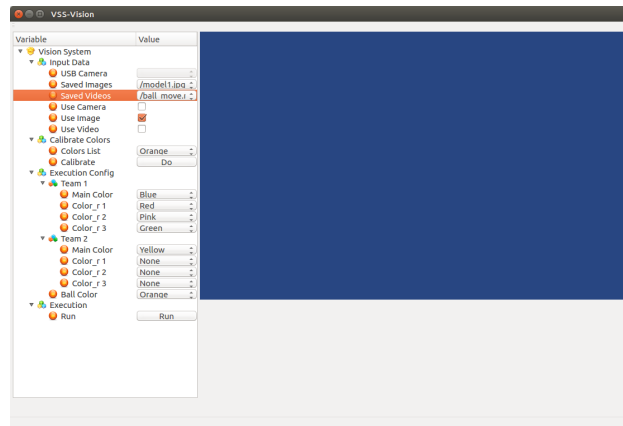 VSS-Vision
Variable Value
Vision System
Input Data
USB Camera
Saved Images /model1.jpg
Saved Videos
Use Camera
Use Image
Use Video
Calibrate Colors
Colors List Orange
Calibrate Do
Execution Config
Team 1
Main Color Blue
Color_r 1 Red
Color_r 2 Pink
Color_r 3 Green
Team 2
Main Color Yellow
Color_r 1 None
Color_r 2 None
Color_r 3 None
Ball Color Orange
Execution
Run Run